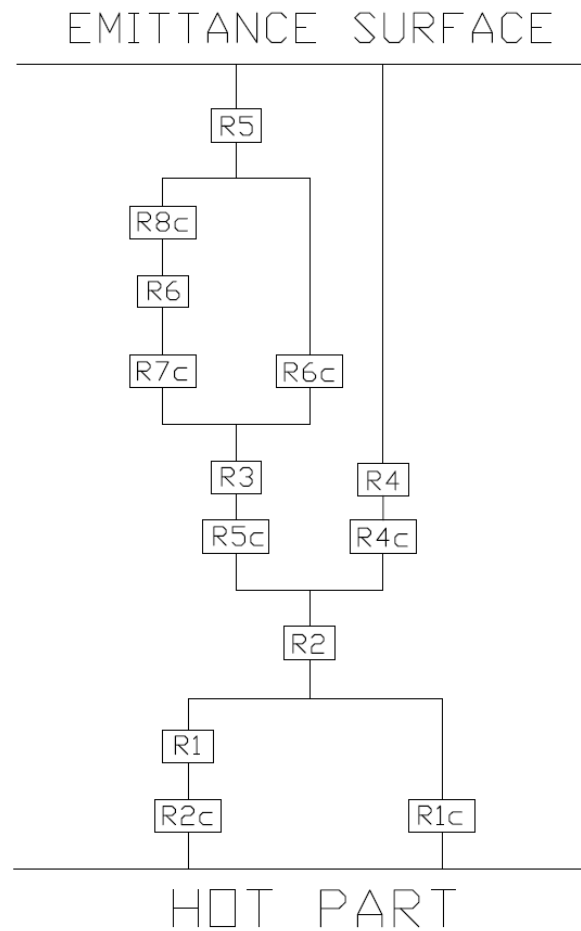 EMITTANCE SURFACE
R5
R8c
R6
R7c R6c
R3 R4
R5c R4c
R2
R1
R2c R1c
HOT PART